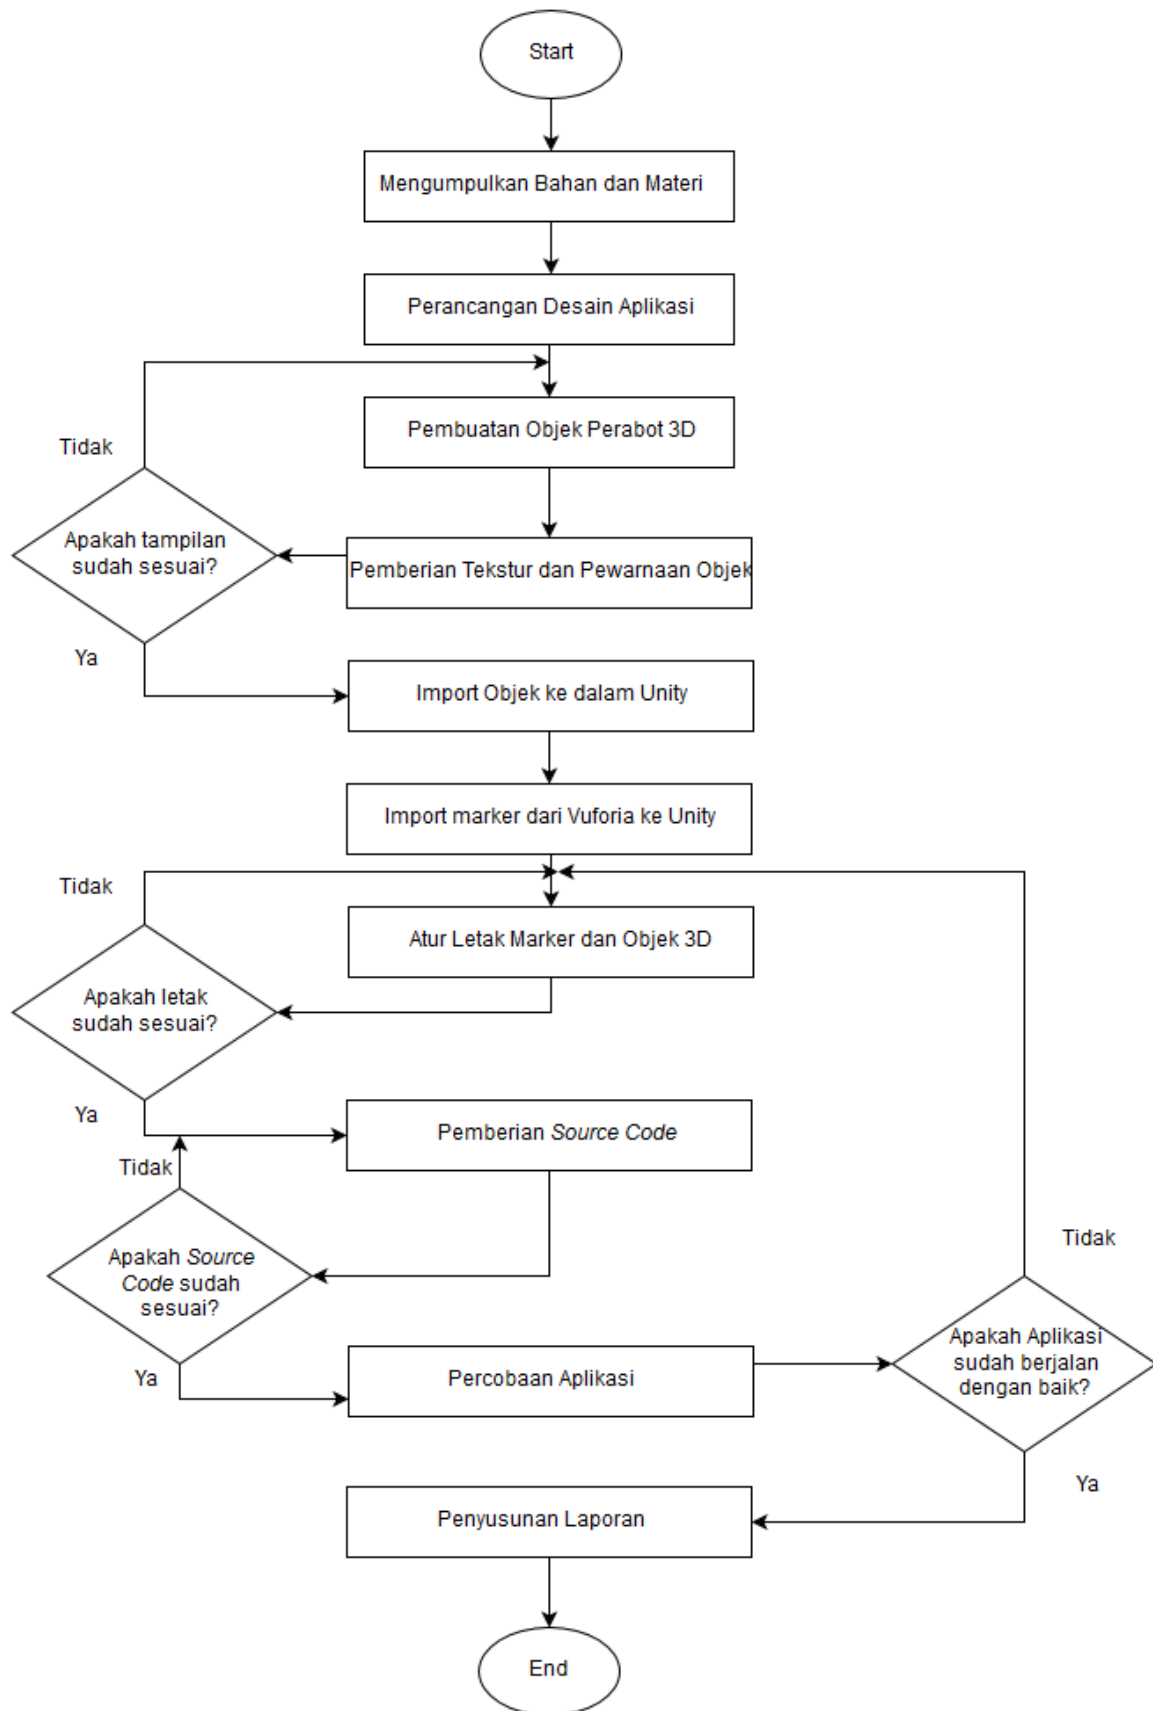 Start
Mengumpulkan Bahan dan Materi
Perancangan Desain Aplikasi
Pembuatan Objek Perabot 3D
Tidak
Apakah tampilan
sudah sesuai?
Pemberian Tekstur dan Pewarnaan Objek
Ya
Import Objek ke dalam Unity
Import marker dari Vuforia ke Unity
Tidak
Atur Letak Marker dan Objek 3D
Apakah letak
sudah sesuai?
Ya
Pemberian Source Code
Tidak
Apakah Source
Code sudah
sesuai?
Ya
Percobaan Aplikasi
Tidak
Apakah Aplikasi
sudah berjalan
dengan baik?
Ya
Penyusunan Laporan
End